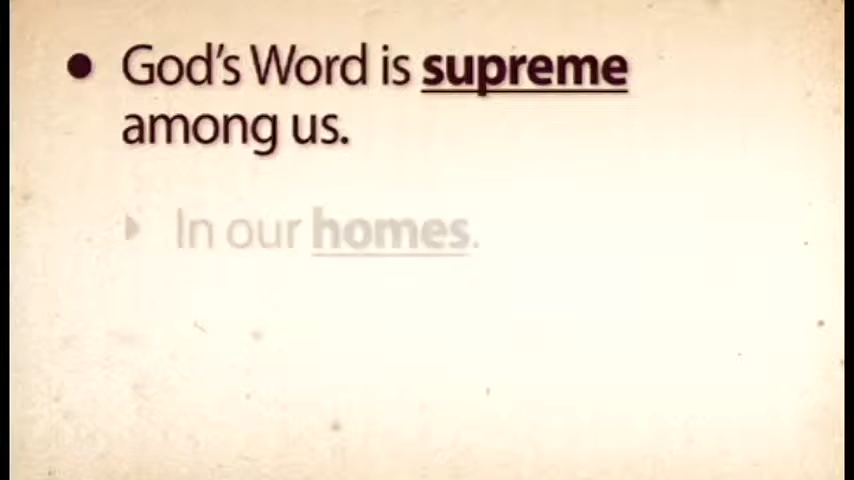 • God's Word is supreme
among us.
‣ In our homes.